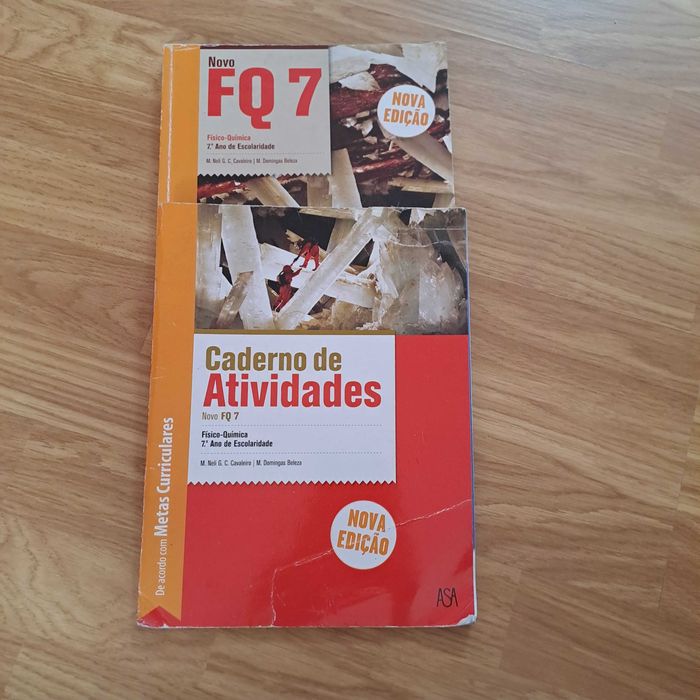 Novo
FQ 7
Físico-Química
7.º Ano de Escolaridade
M. Neli G. C. Cavaleiro | M. Domingas Beleza
NOVA
EDIÇÃO
Caderno de
Atividades
Novo FQ 7
Físico-Química
7.º Ano de Escolaridade
M. Neli G. C. Cavaleiro | M. Domingas Beleza
De acordo com Metas Curriculares
NOVA
EDIÇÃO
ASA